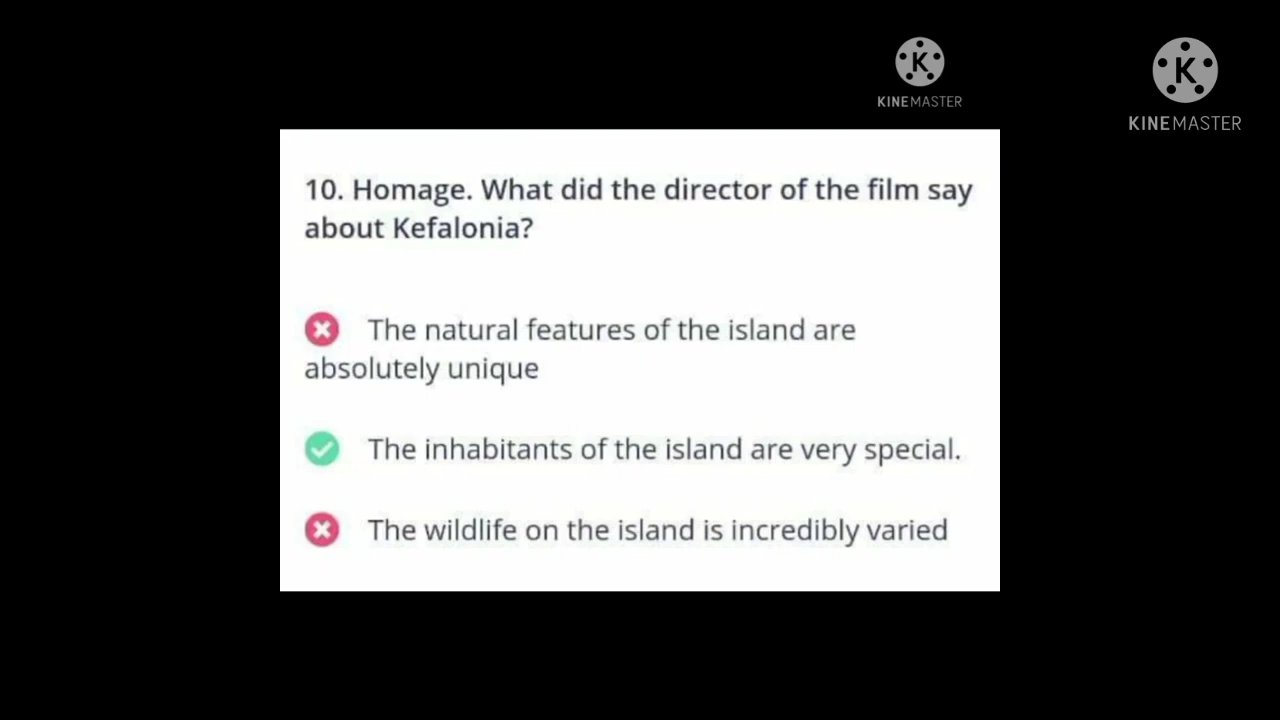 KINEMASTER
KINEMASTER
10. Homage. What did the director of the film say
about Kefalonia?
The natural features of the island are
absolutely unique
The inhabitants of the island are very special.
The wildlife on the island is incredibly varied